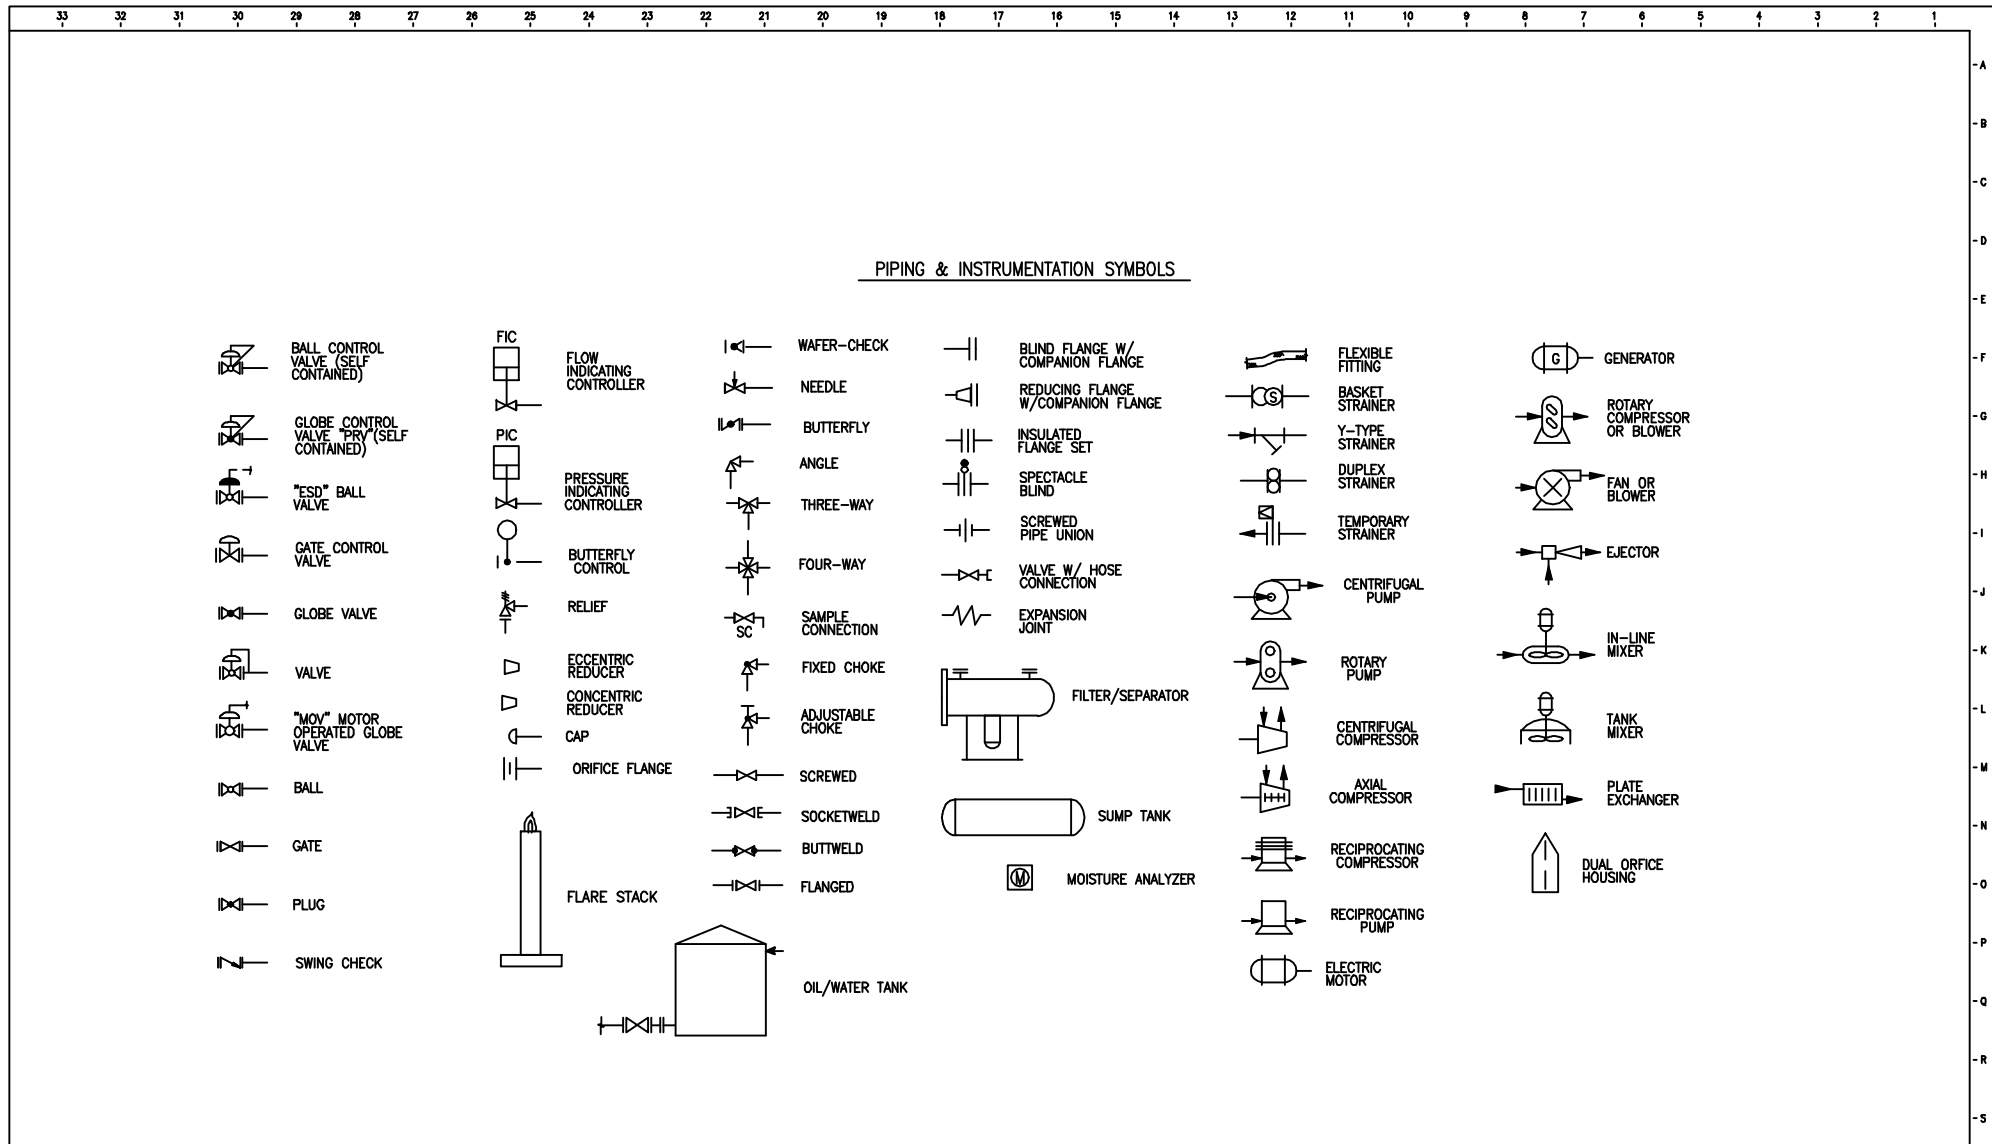 33 32 31 30 29 28 27 26 25 24 23 22 21 20 19 18 17 16 15 14 13 12 11 10 9 8 7 6 5 4 3 2 1
A
B
C
D
E
F
G
H
I
J
K
L
M
N
O
P
Q
R
S
PIPING & INSTRUMENTATION SYMBOLS
BALL CONTROL
VALVE (SELF
CONTAINED)
GLOBE CONTROL
VALVE "PRV"(SELF
CONTAINED)
"ESD" BALL
VALVE
GATE CONTROL
VALVE
GLOBE VALVE
VALVE
"MOV" MOTOR
OPERATED GLOBE
VALVE
BALL
GATE
PLUG
SWING CHECK
FIC
FLOW
INDICATING
CONTROLLER
PIC
PRESSURE
INDICATING
CONTROLLER
BUTTERFLY
CONTROL
RELIEF
ECCENTRIC
REDUCER
CONCENTRIC
REDUCER
CAP
ORIFICE FLANGE
FLARE STACK
WAFER-CHECK
NEEDLE
BUTTERFLY
ANGLE
THREE-WAY
FOUR-WAY
SC
SAMPLE
CONNECTION
FIXED CHOKE
ADJUSTABLE
CHOKE
SCREWED
SOCKETWELD
BUTTWELD
FLANGED
OIL/WATER TANK
BLIND FLANGE W/
COMPANION FLANGE
REDUCING FLANGE
W/COMPANION FLANGE
INSULATED
FLANGE SET
SPECTACLE
BLIND
SCREWED
PIPE UNION
VALVE W/ HOSE
CONNECTION
EXPANSION
JOINT
FILTER/SEPARATOR
SUMP TANK
M
MOISTURE ANALYZER
FLEXIBLE
FITTING
S
BASKET
STRAINER
Y-TYPE
STRAINER
DUPLEX
STRAINER
TEMPORARY
STRAINER
CENTRIFUGAL
PUMP
ROTARY
PUMP
CENTRIFUGAL
COMPRESSOR
AXIAL
COMPRESSOR
RECIPROCATING
COMPRESSOR
RECIPROCATING
PUMP
ELECTRIC
MOTOR
G
GENERATOR
ROTARY
COMPRESSOR
OR BLOWER
FAN OR
BLOWER
EJECTOR
IN-LINE
MIXER
TANK
MIXER
PLATE
EXCHANGER
DUAL ORFICE
HOUSING